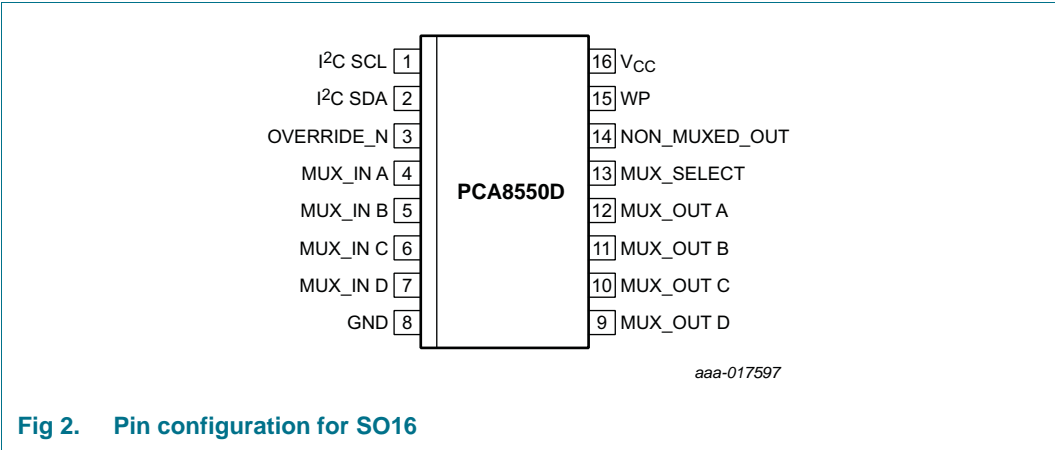 I2C SCL 1
I2C SDA 2
OVERRIDE_N 3
MUX_IN A 4
MUX_IN B 5
MUX_IN C 6
MUX_IN D 7
GND 8
PCA8550D
16 VCC
15 WP
14 NON_MUXED_OUT
13 MUX_SELECT
12 MUX_OUT A
11 MUX_OUT B
10 MUX_OUT C
9 MUX_OUT D
aaa-017597
Fig 2. Pin configuration for SO16